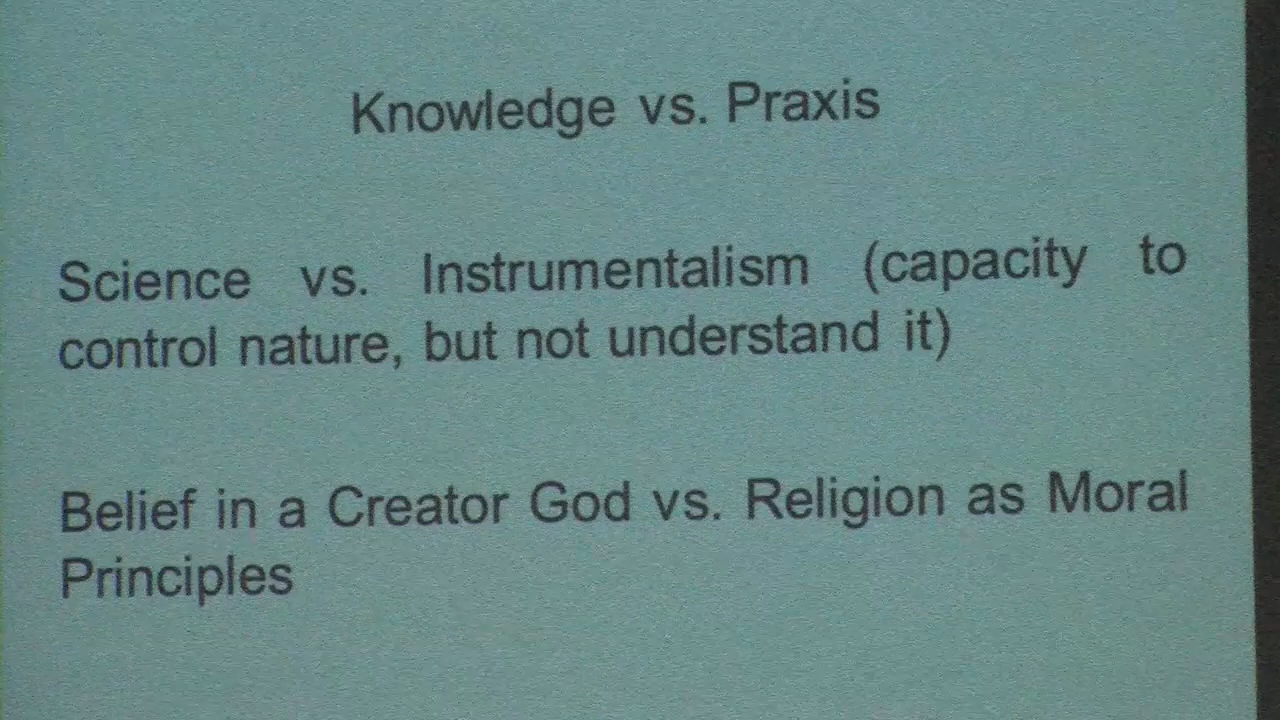 Knowledge vs. Praxis
Science vs. Instrumentalism (capacity to
control nature, but not understand it)
Belief in a Creator God vs. Religion as Moral
Principles